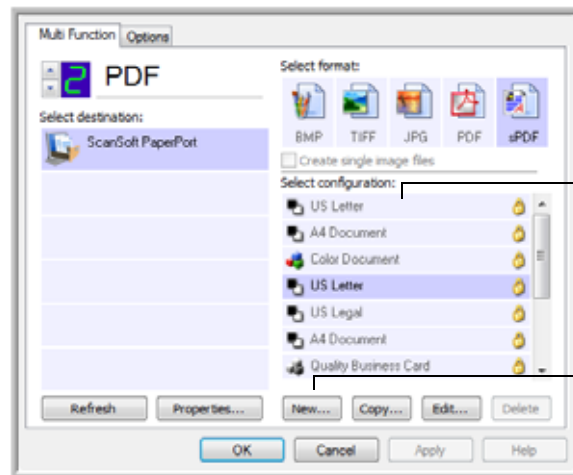 Multi Function Options
2 PDF
Select destination:
ScanSoft PaperPort
Refresh Properties...
Select format:
BMP TIFF JPG PDF sPDF
Create single image files
Select configuration:
US Letter
A4 Document
Color Document
US Letter
US Legal
A4 Document
Quality Business Card
New... Copy... Edit... Delete
OK Cancel Apply Help